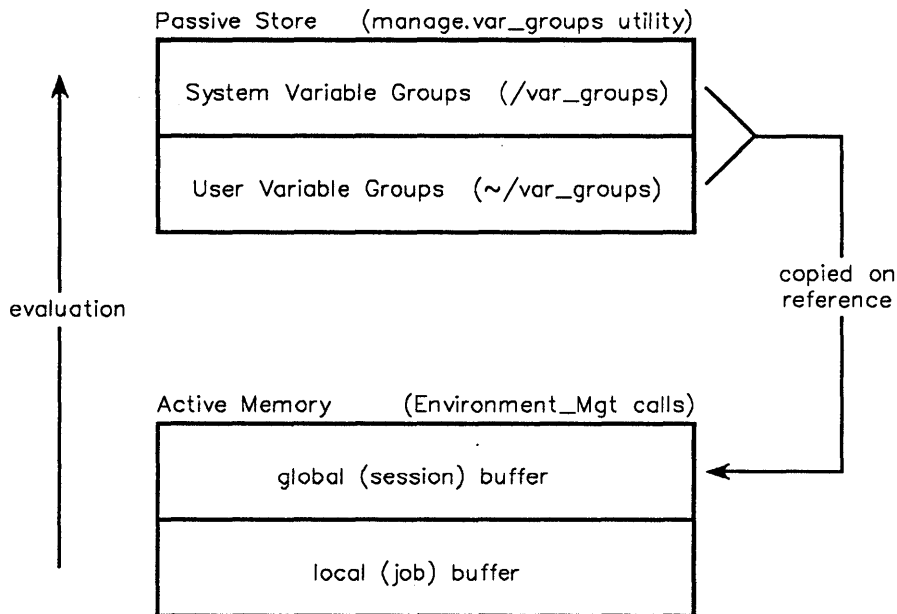 Passive Store (manage.var_groups utility)
System Variable Groups (/var_groups)
User Variable Groups (~/var_groups)
copied on
reference
evaluation
Active Memory (Environment_Mgt calls)
global (session) buffer
local (job) buffer